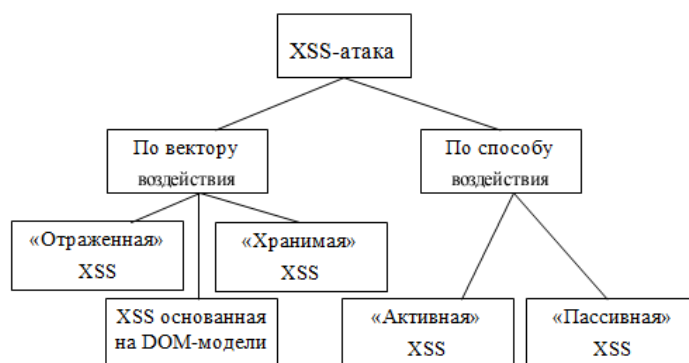 XSS-атака
По вектору
воздействия
По способу
воздействия
«Отраженная»
XSS
«Хранимая»
XSS
XSS основанная
на DOM-модели
«Активная»
XSS
«Пассивная»
XSS